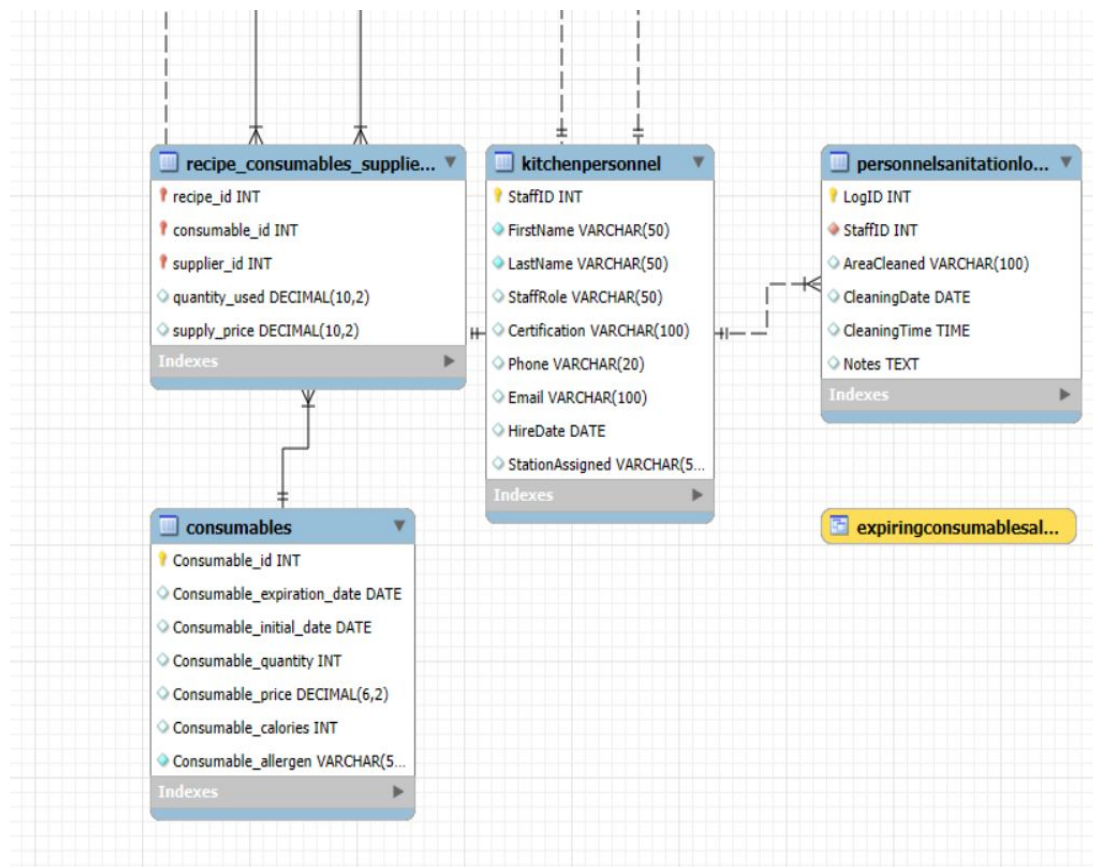 recipe_consumables_supplie...
recipe_id INT
consumable_id INT
supplier_id INT
quantity_used DECIMAL(10,2)
supply_price DECIMAL(10,2)
Indexes
kitchenpersonnel
StaffID INT
FirstName VARCHAR(50)
LastName VARCHAR(50)
StaffRole VARCHAR(50)
Certification VARCHAR(100)
Phone VARCHAR(20)
Email VARCHAR(100)
HireDate DATE
StationAssigned VARCHAR(5...
Indexes
personnelsanitationlo...
LogID INT
StaffID INT
AreaCleaned VARCHAR(100)
CleaningDate DATE
CleaningTime TIME
Notes TEXT
Indexes
consumables
Consumable_id INT
Consumable_expiration_date DATE
Consumable_initial_date DATE
Consumable_quantity INT
Consumable_price DECIMAL(6,2)
Consumable_calories INT
Consumable_allergen VARCHAR(5...
Indexes
expiringconsumablesal...